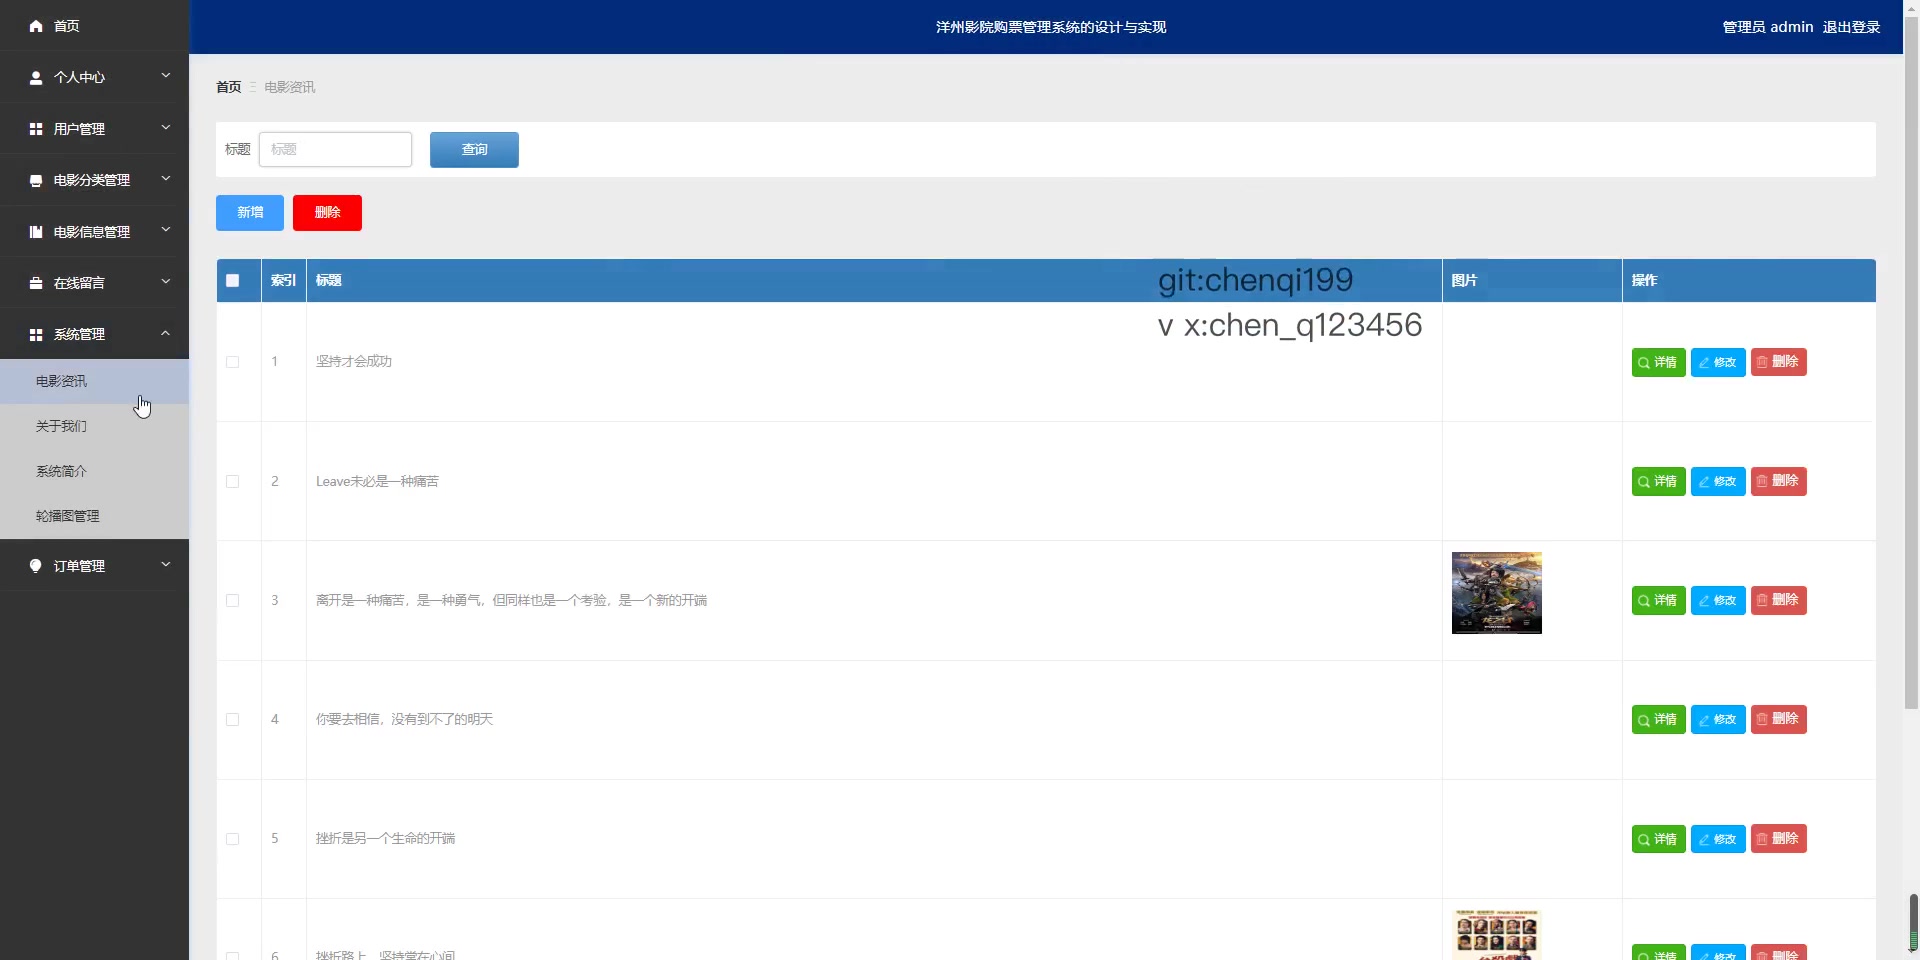 首页
个人中心
用户管理
电影分类管理
电影信息管理
在线留言
系统管理
电影资讯
关于我们
系统简介
轮播图管理
订单管理
洋州影院购票管理系统的设计与实现
管理员 admin 退出登录
首页 电影资讯
标题 标题 查询
新增 删除
索引 标题 图片 操作
git:chenqi199
v x:chen_q123456
1 坚持才会成功 详情 修改 删除
2 Leave未必是一种痛苦 详情 修改 删除
3 离开是一种痛苦，是一种勇气，但同样也是一个考验，是一个新的开端 详情 修改 删除
4 你要去相信，没有到不了的明天 详情 修改 删除
5 挫折是另一个生命的开端 详情 修改 删除
6 挫折路上，坚持常在心间 详情 修改 删除